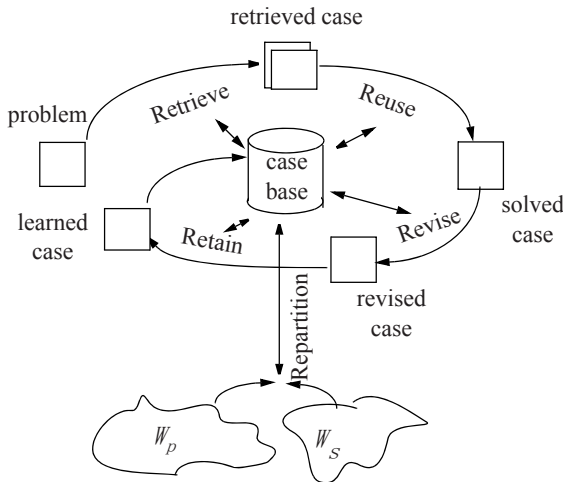 retrieved case
Retrieve
Reuse
problem
case
base
learned
case
Retain
Revise
solved
case
revised
case
Repartition
W_p
W_S